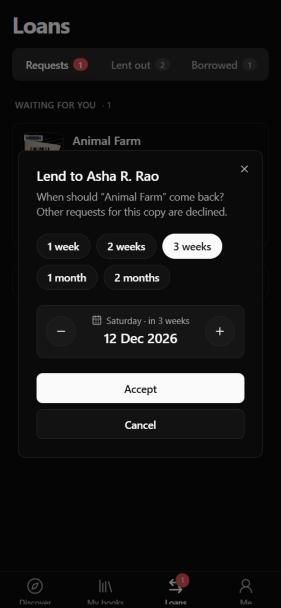 Loans
Requests 1 Lent out 2 Borrowed 1
WAITING FOR YOU · 1
Animal Farm
Lend to Asha R. Rao
When should “Animal Farm” come back?
Other requests for this copy are declined.
1 week 2 weeks 3 weeks
1 month 2 months
Saturday · in 3 weeks
− 12 Dec 2026 +
Accept
Cancel
1
Discover My books Loans Me